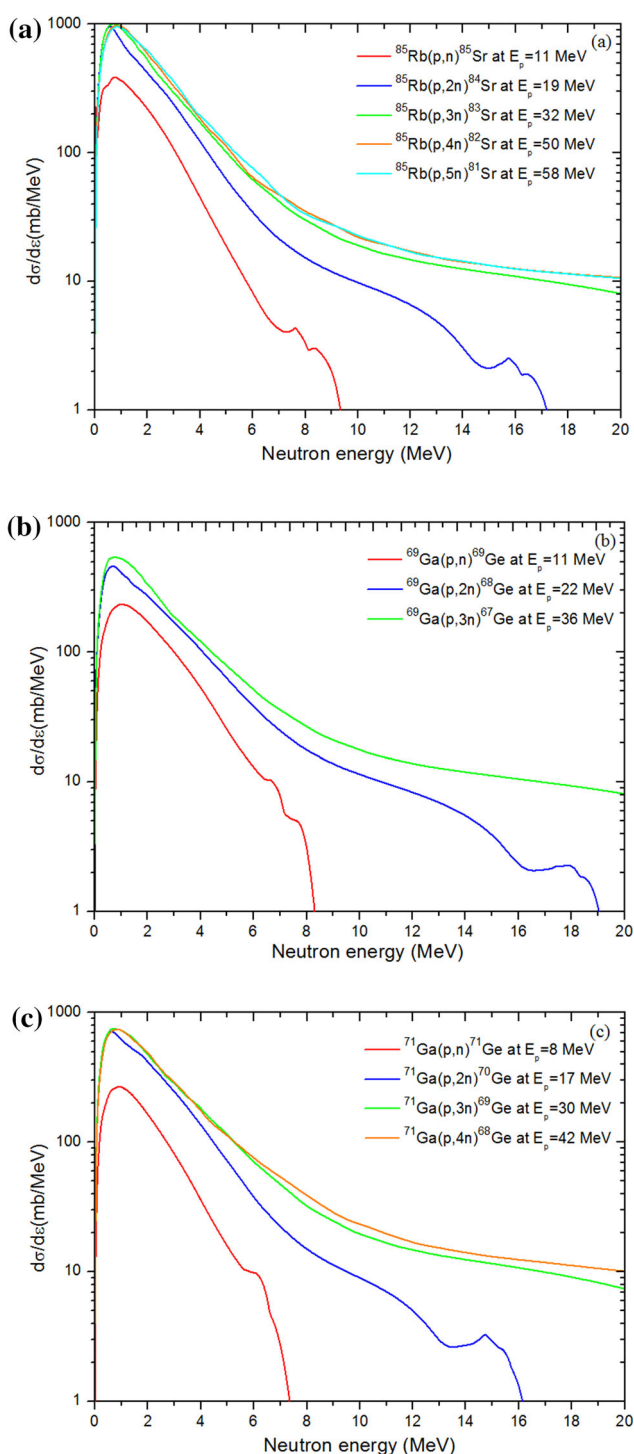 (a)
(a)
⁸⁵Rb(p,n)⁸⁵Sr at Eₚ=11 MeV
⁸⁵Rb(p,2n)⁸⁴Sr at Eₚ=19 MeV
⁸⁵Rb(p,3n)⁸³Sr at Eₚ=32 MeV
⁸⁵Rb(p,4n)⁸²Sr at Eₚ=50 MeV
⁸⁵Rb(p,5n)⁸¹Sr at Eₚ=58 MeV
dσ/dε(mb/MeV)
1000
100
10
1
0 2 4 6 8 10 12 14 16 18 20
Neutron energy (MeV)
(b)
(b)
⁶⁹Ga(p,n)⁶⁹Ge at Eₚ=11 MeV
⁶⁹Ga(p,2n)⁶⁸Ge at Eₚ=22 MeV
⁶⁹Ga(p,3n)⁶⁷Ge at Eₚ=36 MeV
dσ/dε(mb/MeV)
1000
100
10
1
0 2 4 6 8 10 12 14 16 18 20
Neutron energy (MeV)
(c)
(c)
⁷¹Ga(p,n)⁷¹Ge at Eₚ=8 MeV
⁷¹Ga(p,2n)⁷⁰Ge at Eₚ=17 MeV
⁷¹Ga(p,3n)⁶⁹Ge at Eₚ=30 MeV
⁷¹Ga(p,4n)⁶⁸Ge at Eₚ=42 MeV
dσ/dε(mb/MeV)
1000
100
10
1
0 2 4 6 8 10 12 14 16 18 20
Neutron energy (MeV)